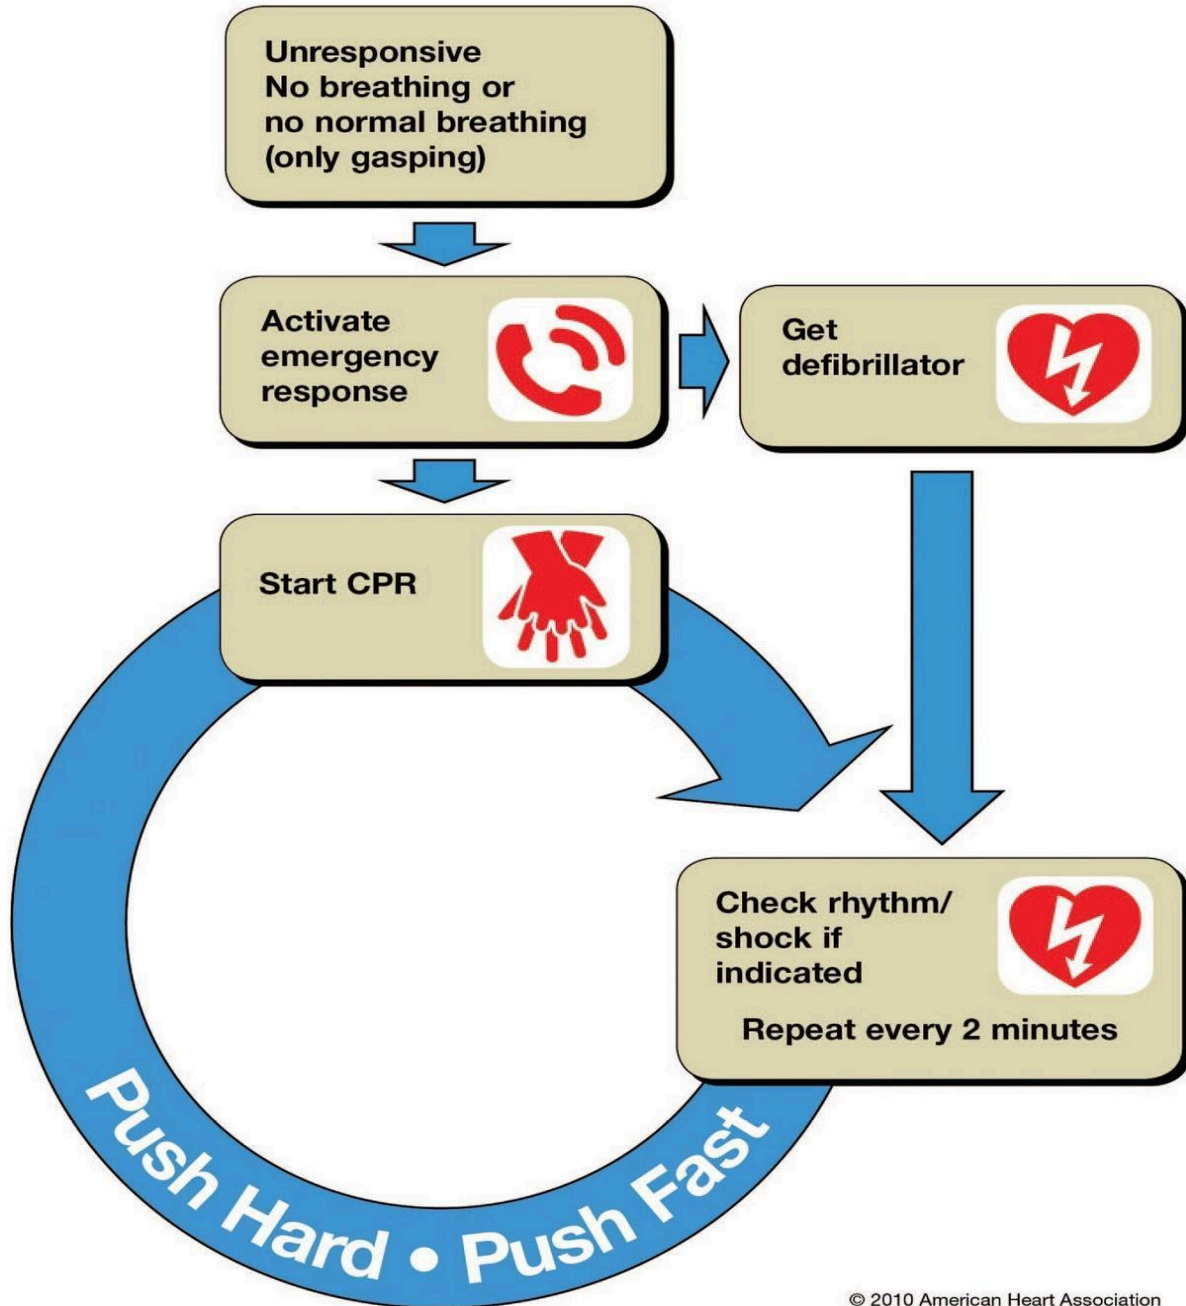 Unresponsive
No breathing or
no normal breathing
(only gasping)
Activate
emergency
response
Get
defibrillator
Start CPR
Check rhythm/
shock if
indicated
Repeat every 2 minutes
Push Hard • Push Fast
© 2010 American Heart Association